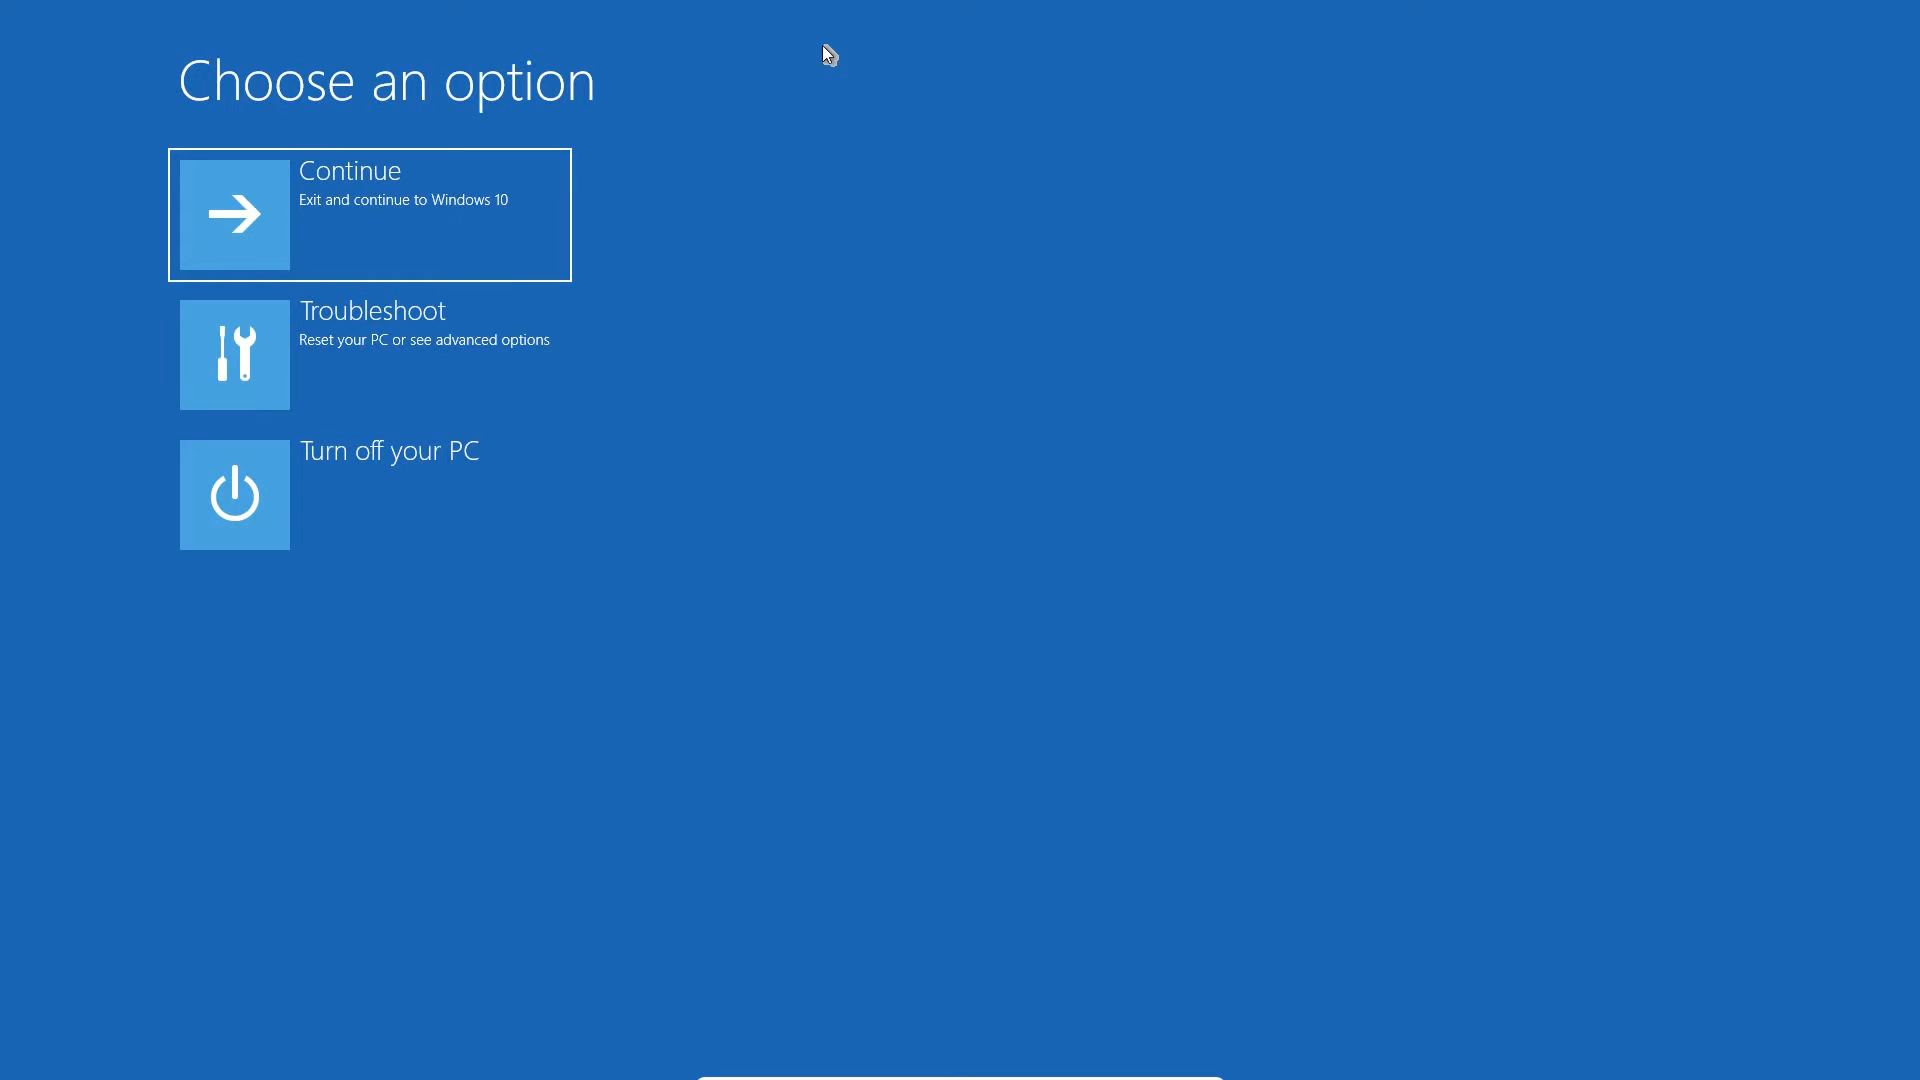 Choose an option
Continue
Exit and continue to Windows 10
Troubleshoot
Reset your PC or see advanced options
Turn off your PC